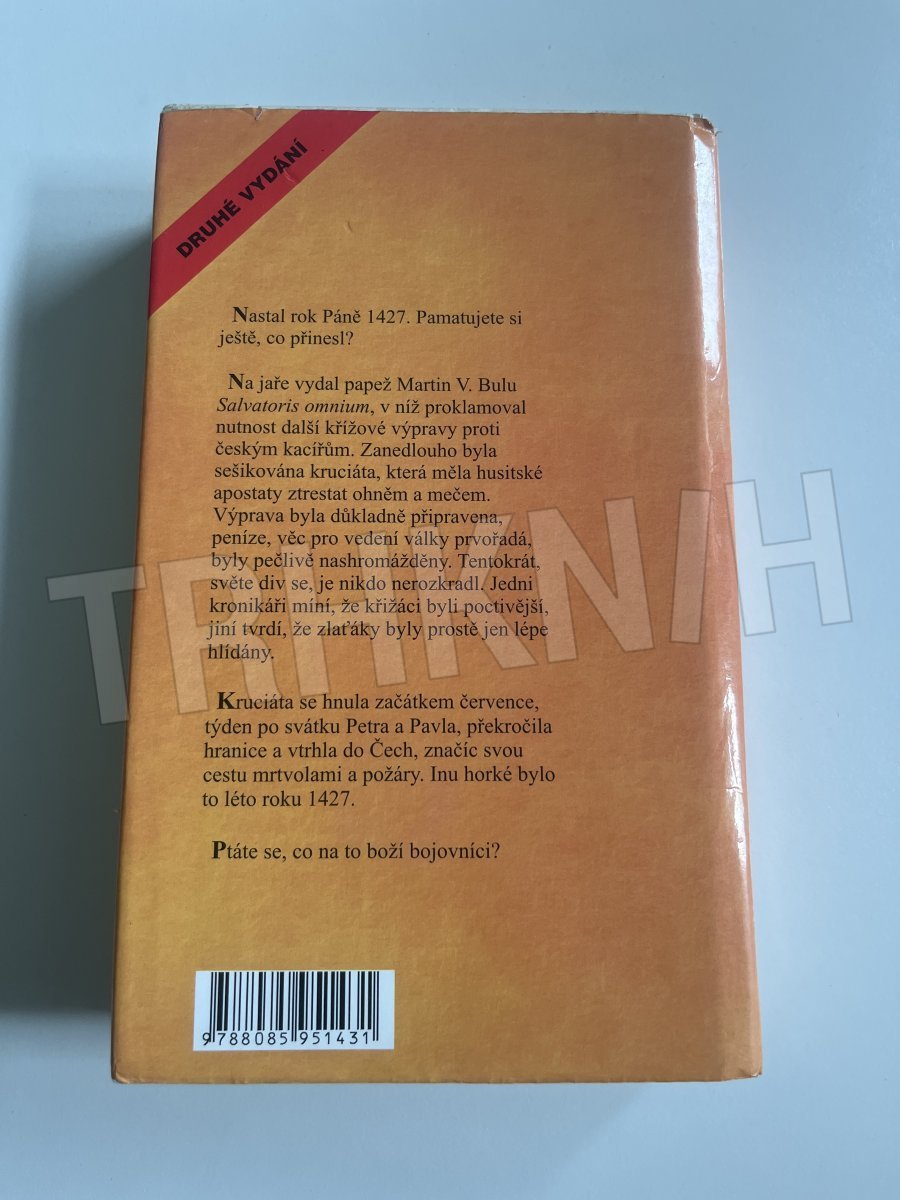 DRUHÉ VYDÁNÍ
Nastal rok Páně 1427. Pamatujete si
ještě, co přinesl?
Na jaře vydal papež Martin V. Bulu
Salvatoris omnium, v níž proklamoval
nutnost další křížové výpravy proti
českým kacířům. Zanedlouho byla
sešikována kruciáta, která měla husitské
apostaty ztrestat ohněm a mečem.
Výprava byla důkladně připravena,
peníze, věc pro vedení války prvořadá,
byly pečlivě nashromážděny. Tentokrát,
světe div se, je nikdo nerozkradl. Jedni
kronikáři míní, že křižáci byli poctivější,
jiní tvrdí, že zlaťáky byly prostě jen lépe
hlídány.
Kruciáta se hnula začátkem července,
týden po svátku Petra a Pavla, překročila
hranice a vtrhla do Čech, značíc svou
cestu mrtvolami a požáry. Inu horké bylo
to léto roku 1427.
Ptáte se, co na to boží bojovníci?
9 788085 951431
TRHKNIH